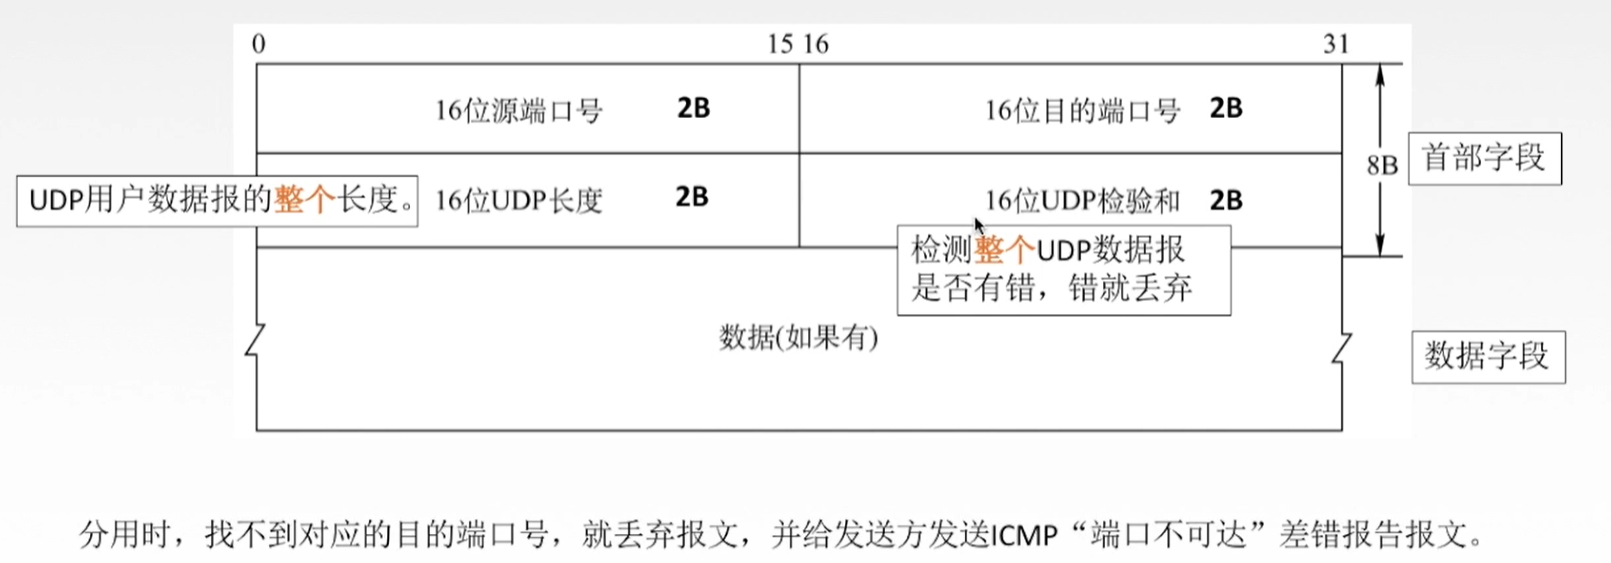 0 15 16 31
16位源端口号 2B 16位目的端口号 2B
8B 首部字段
UDP用户数据报的整个长度。 16位UDP长度 2B 16位UDP检验和 2B
检测整个UDP数据报
是否有错，错就丢弃
数据(如果有)
数据字段
分用时，找不到对应的目的端口号，就丢弃报文，并给发送方发送ICMP“端口不可达”差错报告报文。